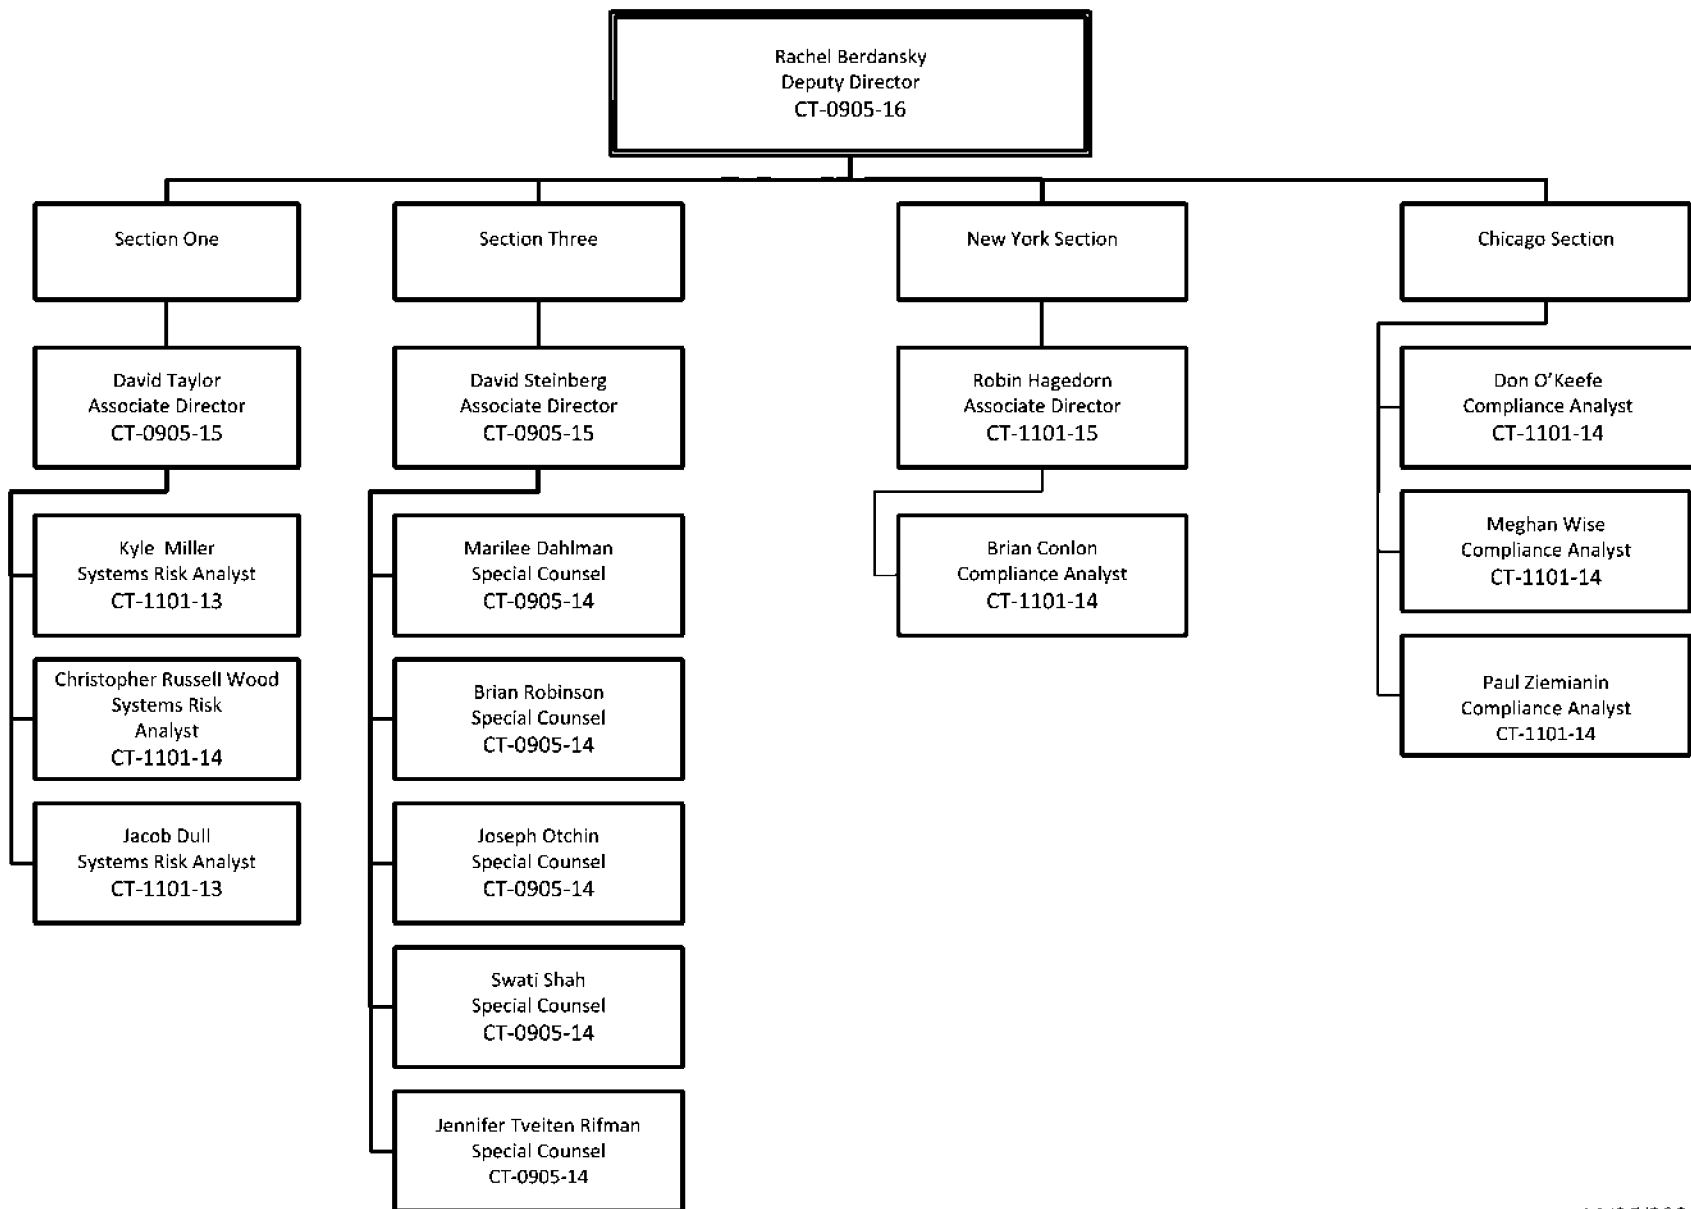 Rachel Berdansky
Deputy Director
CT-0905-16
Section One
Section Three
New York Section
Chicago Section
David Taylor
Associate Director
CT-0905-15
David Steinberg
Associate Director
CT-0905-15
Robin Hagedorn
Associate Director
CT-1101-15
Don O’Keefe
Compliance Analyst
CT-1101-14
Kyle Miller
Systems Risk Analyst
CT-1101-13
Marilee Dahlman
Special Counsel
CT-0905-14
Brian Conlon
Compliance Analyst
CT-1101-14
Meghan Wise
Compliance Analyst
CT-1101-14
Christopher Russell Wood
Systems Risk
Analyst
CT-1101-14
Brian Robinson
Special Counsel
CT-0905-14
Paul Ziemianin
Compliance Analyst
CT-1101-14
Jacob Dull
Systems Risk Analyst
CT-1101-13
Joseph Otchin
Special Counsel
CT-0905-14
Swati Shah
Special Counsel
CT-0905-14
Jennifer Tveiten Rifman
Special Counsel
CT-0905-14